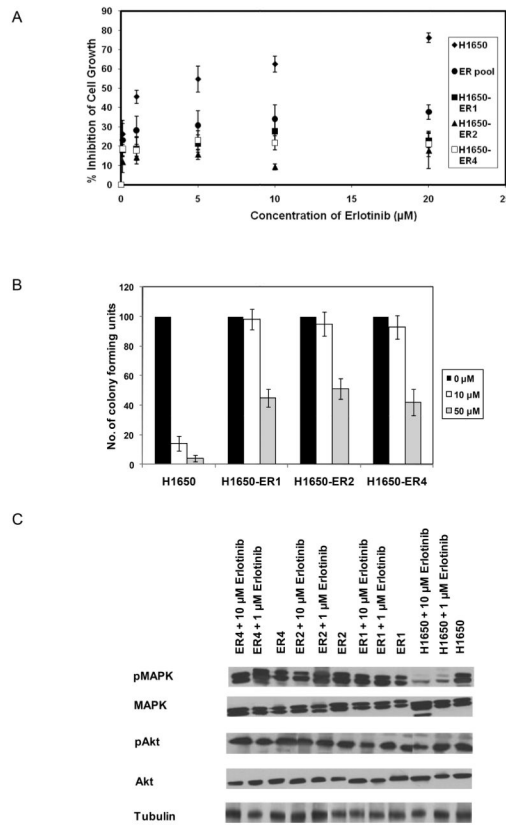 A
90
80
70
60
50
40
30
20
10
0
% Inhibition of Cell Growth
0 5 10 15 20 25
Concentration of Erlotinib (µM)
H1650
ER pool
H1650-
ER1
H1650-
ER2
H1650-
ER4
B
120
100
80
60
40
20
0
No. of colony forming units
H1650 H1650-ER1 H1650-ER2 H1650-ER4
0 µM
10 µM
50 µM
C
ER4 + 10 µM Erlotinib
ER4 + 1 µM Erlotinib
ER4
ER2 + 10 µM Erlotinib
ER2 + 1 µM Erlotinib
ER2
ER1 + 10 µM Erlotinib
ER1 + 1 µM Erlotinib
ER1
H1650 + 10 µM Erlotinib
H1650 + 1 µM Erlotinib
H1650
pMAPK
MAPK
pAkt
Akt
Tubulin